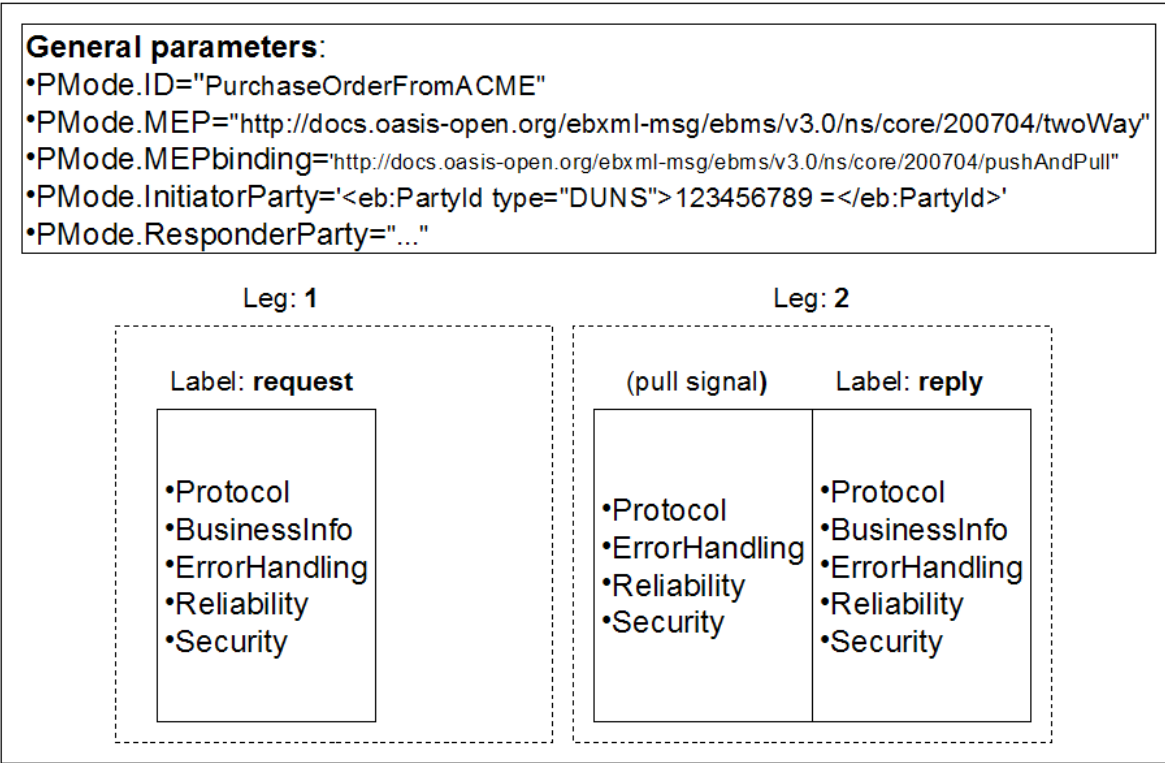 General parameters:
•PMode.ID="PurchaseOrderFromACME"
•PMode.MEP="http://docs.oasis-open.org/ebxml-msg/ebms/v3.0/ns/core/200704/twoWay"
•PMode.MEPbinding='http://docs.oasis-open.org/ebxml-msg/ebms/v3.0/ns/core/200704/pushAndPull"
•PMode.InitiatorParty='<eb:PartyId type="DUNS">123456789 =</eb:PartyId>'
•PMode.ResponderParty="..."
Leg: 1
Label: request
•Protocol
•BusinessInfo
•ErrorHandling
•Reliability
•Security
Leg: 2
(pull signal)
•Protocol
•ErrorHandling
•Reliability
•Security
Label: reply
•Protocol
•BusinessInfo
•ErrorHandling
•Reliability
•Security